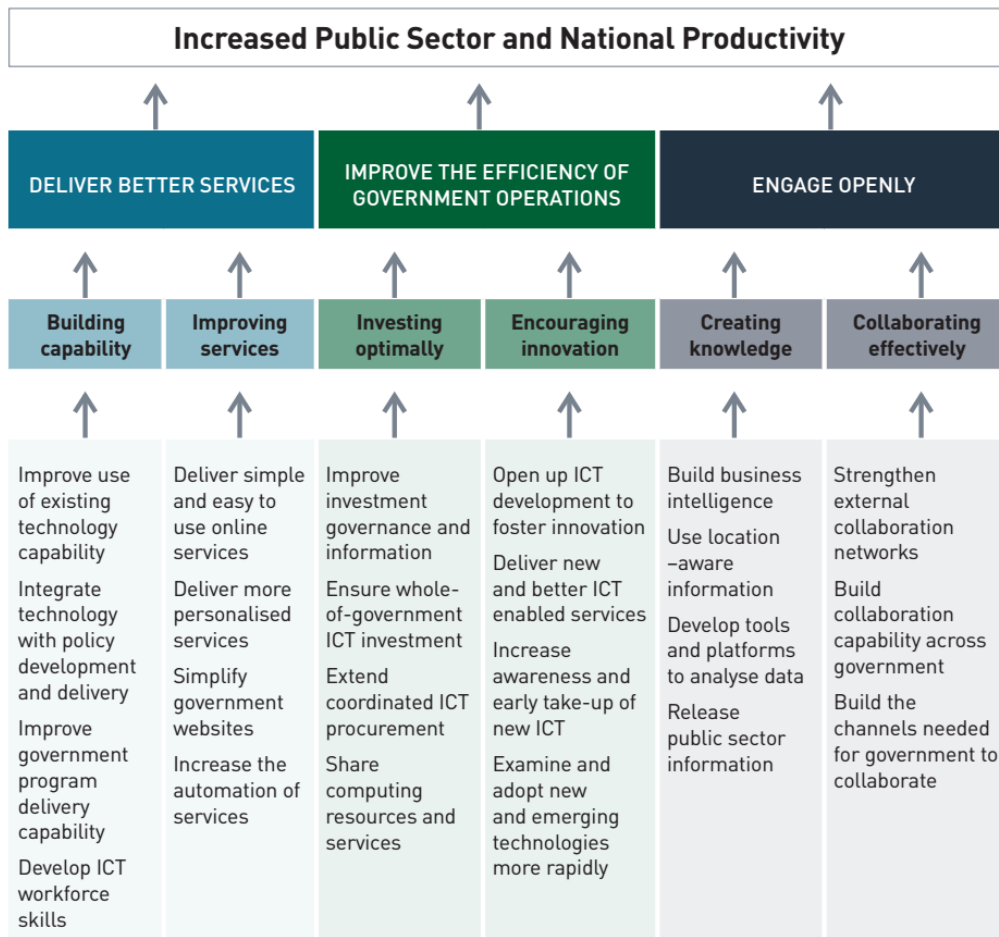 Increased Public Sector and National Productivity
DELIVER BETTER SERVICES
IMPROVE THE EFFICIENCY OF
GOVERNMENT OPERATIONS
ENGAGE OPENLY
Building
capability
Improving
services
Investing
optimally
Encouraging
innovation
Creating
knowledge
Collaborating
effectively
Improve use
of existing
technology
capability
Integrate
technology
with policy
development
and delivery
Improve
government
program
delivery
capability
Develop ICT
workforce
skills
Deliver simple
and easy to
use online
services
Deliver more
personalised
services
Simplify
government
websites
Increase the
automation of
services
Improve
investment
governance and
information
Ensure whole-
of-government
ICT investment
Extend
coordinated ICT
procurement
Share
computing
resources and
services
Open up ICT
development to
foster innovation
Deliver new
and better ICT
enabled services
Increase
awareness and
early take-up of
new ICT
Examine and
adopt new
and emerging
technologies
more rapidly
Build business
intelligence
Use location
–aware
information
Develop tools
and platforms
to analyse data
Release
public sector
information
Strengthen
external
collaboration
networks
Build
collaboration
capability across
government
Build the
channels needed
for government to
collaborate